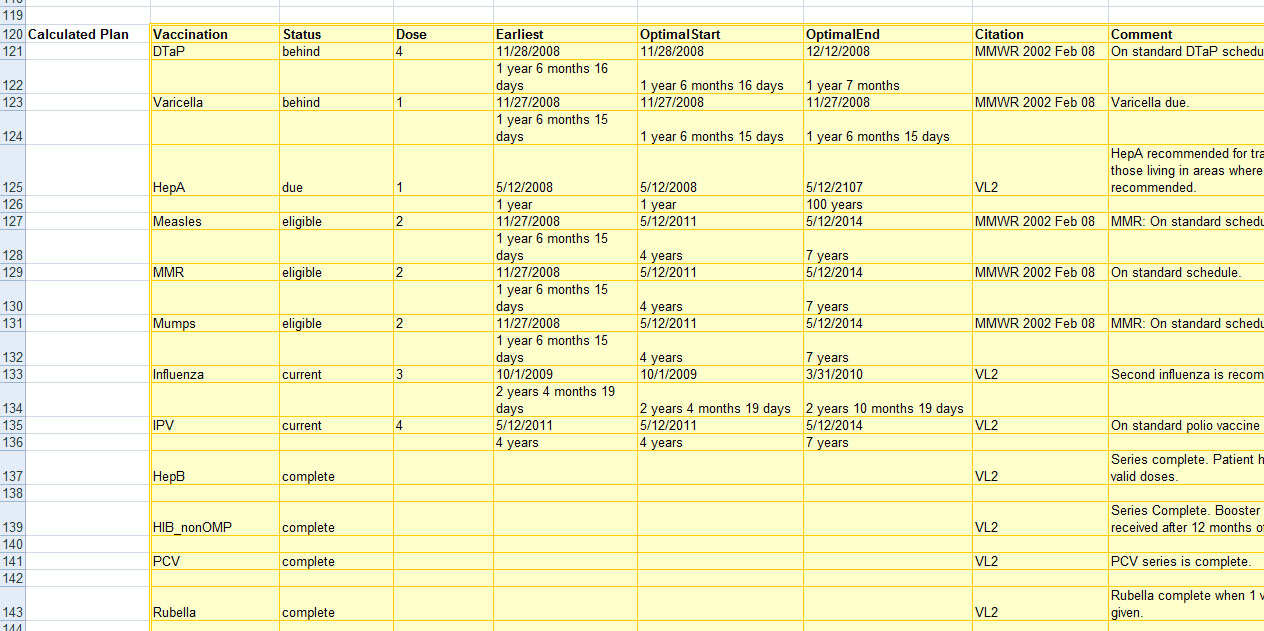 119
120 Calculated Plan Vaccination Status Dose Earliest OptimalStart OptimalEnd Citation Comment
121 DTaP behind 4 11/28/2008 11/28/2008 12/12/2008 MMWR 2002 Feb 08 On standard DTaP schedu
1 year 6 months 16
122 days 1 year 6 months 16 days 1 year 7 months
123 Varicella behind 1 11/27/2008 11/27/2008 11/27/2008 MMWR 2002 Feb 08 Varicella due.
1 year 6 months 15
124 days 1 year 6 months 15 days 1 year 6 months 15 days
HepA recommended for tra
those living in areas where
125 HepA due 1 5/12/2008 5/12/2008 5/12/2107 VL2 recommended.
126 1 year 1 year 100 years
127 Measles eligible 2 11/27/2008 5/12/2011 5/12/2014 MMWR 2002 Feb 08 MMR: On standard schedu
1 year 6 months 15
128 days 4 years 7 years
129 MMR eligible 2 11/27/2008 5/12/2011 5/12/2014 MMWR 2002 Feb 08 On standard schedule.
1 year 6 months 15
130 days 4 years 7 years
131 Mumps eligible 2 11/27/2008 5/12/2011 5/12/2014 MMWR 2002 Feb 08 MMR: On standard schedu
1 year 6 months 15
132 days 4 years 7 years
133 Influenza current 3 10/1/2009 10/1/2009 3/31/2010 VL2 Second influenza is recom
2 years 4 months 19
134 days 2 years 4 months 19 days 2 years 10 months 19 days
135 IPV current 4 5/12/2011 5/12/2011 5/12/2014 VL2 On standard polio vaccine
136 4 years 4 years 7 years
Series complete. Patient h
137 HepB complete VL2 valid doses.
138
Series Complete. Booster
139 HIB_nonOMP complete VL2 received after 12 months o
140
141 PCV complete VL2 PCV series is complete.
142
Rubella complete when 1 v
143 Rubella complete VL2 given.
144